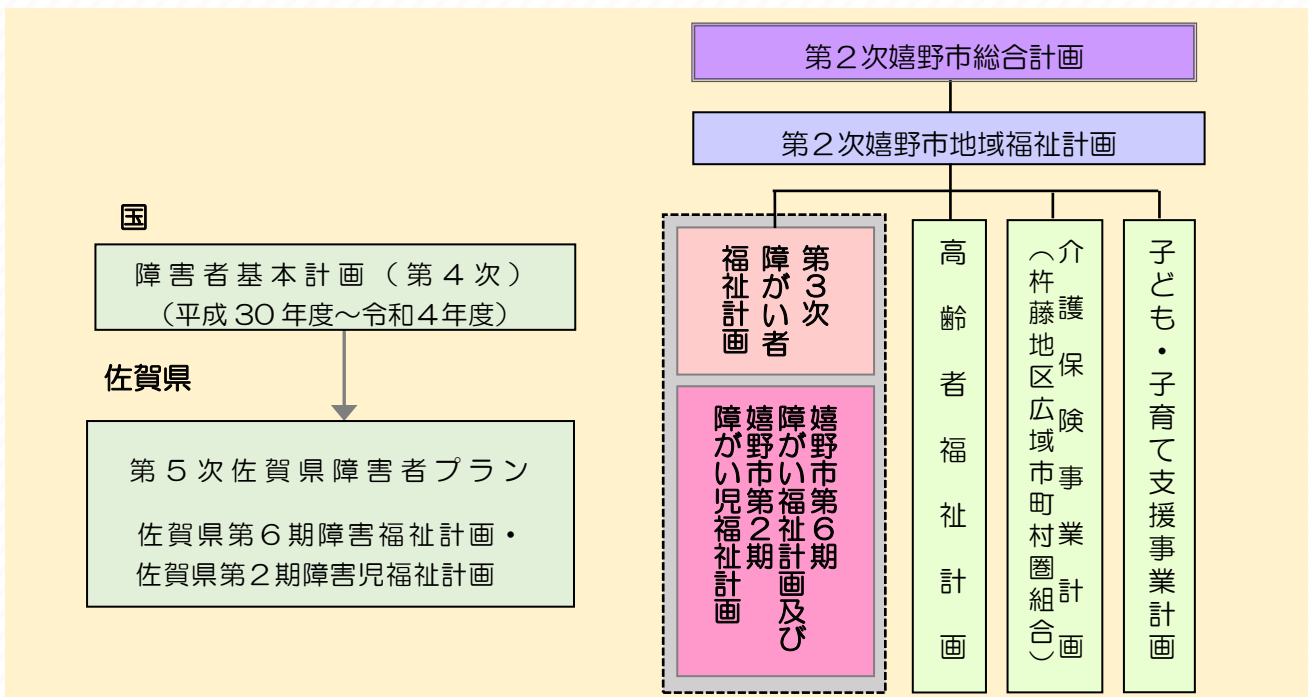 第２次嬉野市総合計画
第２次嬉野市地域福祉計画
国
障害者基本計画（第４次）
（平成30年度～令和４年度）
佐賀県
第５次佐賀県障害者プラン
佐賀県第６期障害福祉計画・
佐賀県第２期障害児福祉計画
第３次
障がい者
福祉計画
嬉野市第６期
障がい福祉計画及び
嬉野市第２期
障がい児福祉計画
高齢者福祉計画
介護保険事業計画
（杵藤地区広域市町村圏組合）
子ども・子育て支援事業計画